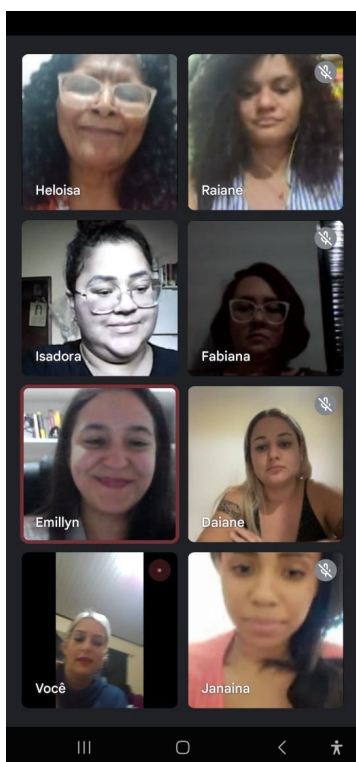 Heloisa
Raiane
Isadora
Fabiana
Emillyn
Daiane
Você
Janaina